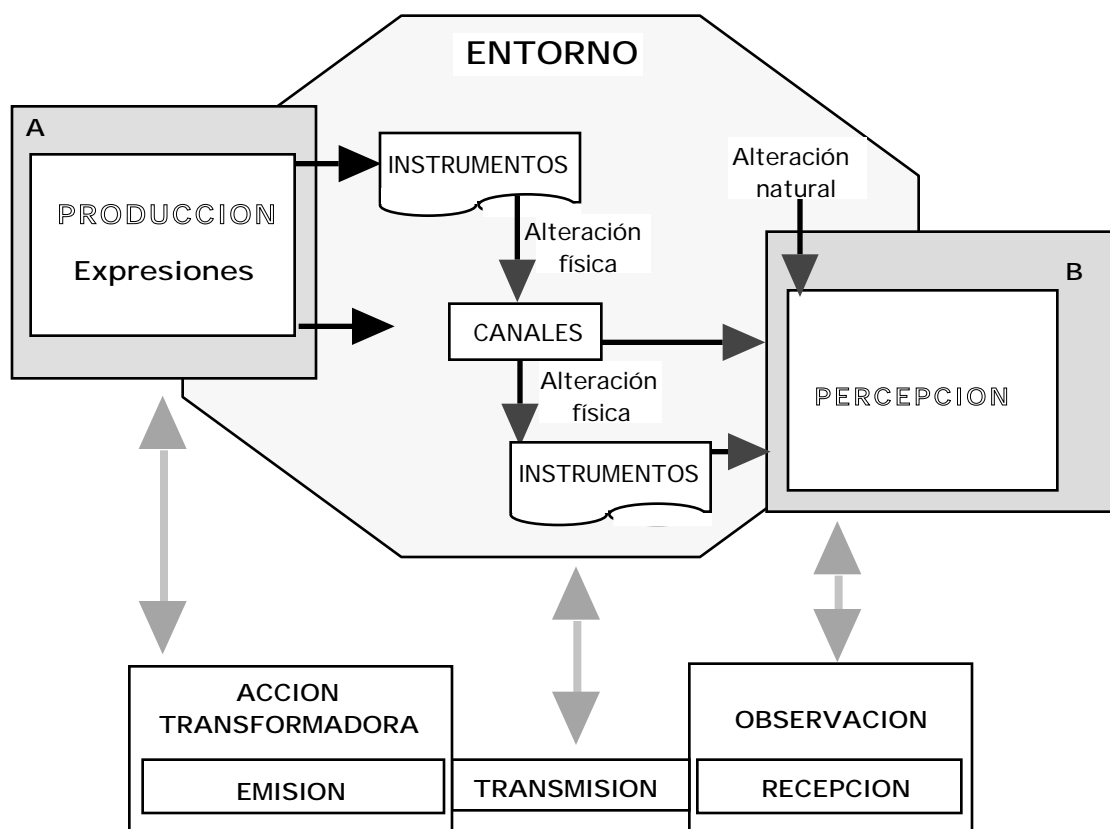 ENTORNO
A
INSTRUMENTOS
Alteración
natural
PRODUCCION
Expresiones
Alteración
física
B
CANALES
Alteración
física
PERCEPCION
INSTRUMENTOS
ACCION
TRANSFORMADORA
OBSERVACION
EMISION
TRANSMISION
RECEPCION